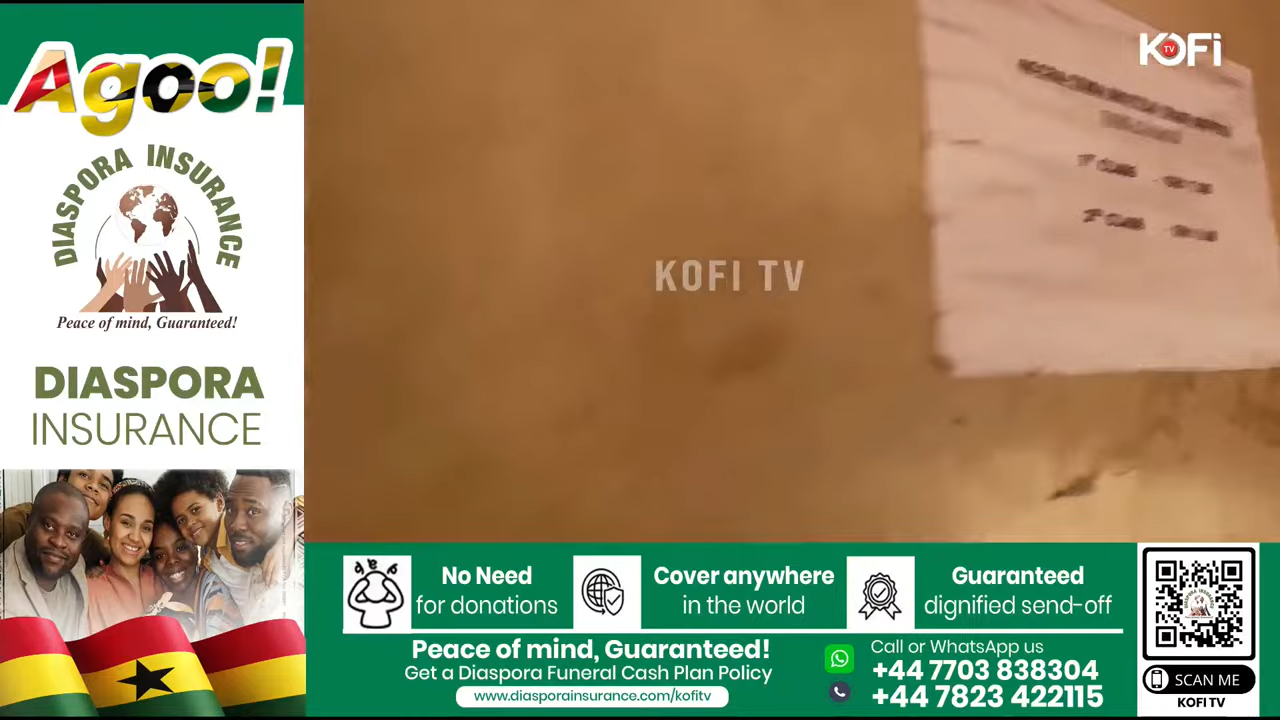 Agoo!
DIASPORA INSURANCE
Peace of mind, Guaranteed!
DIASPORA
INSURANCE
KOFI
TV
KOFI TV
No Need
for donations
Cover anywhere
in the world
Guaranteed
dignified send-off
Peace of mind, Guaranteed!
Get a Diaspora Funeral Cash Plan Policy
www.diasporainsurance.com/kofitv
Call or WhatsApp us
+44 7703 838304
+44 7823 422115
SCAN ME
KOFI TV